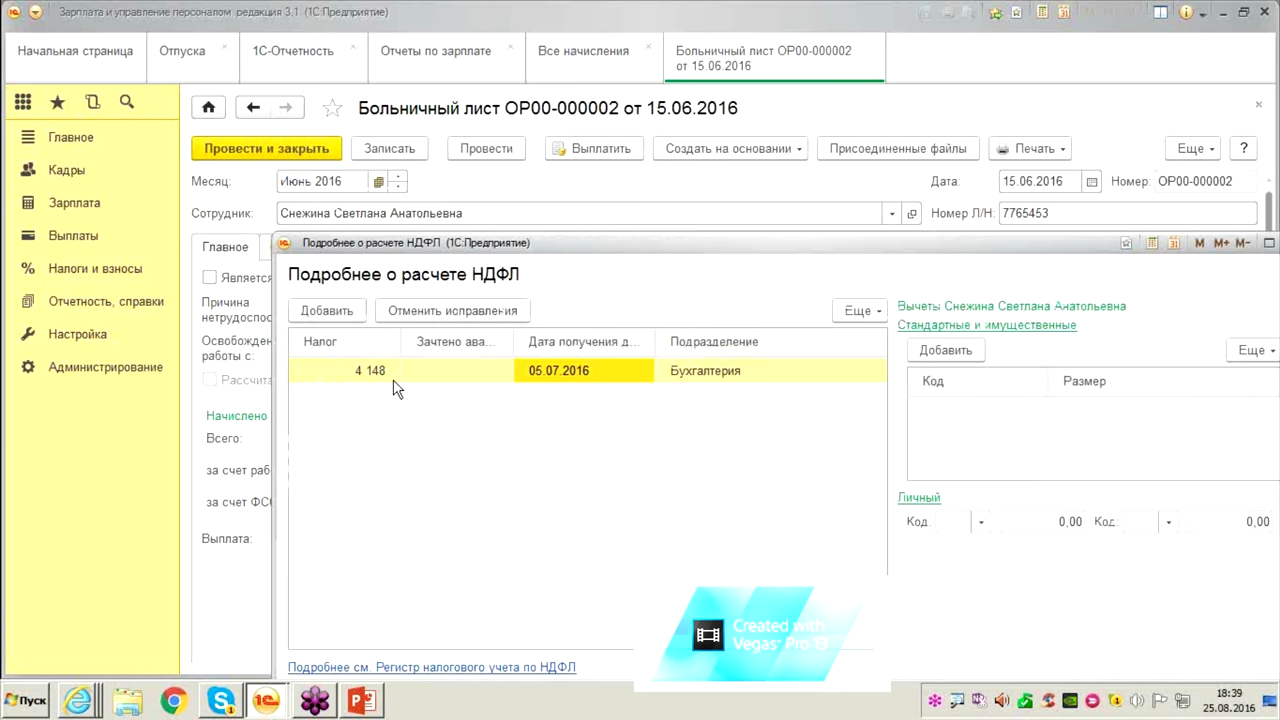 Зарплата и управление персоналом редакция 3.1 (1С:Предприятие)
Начальная страница
Отпуска
1С-Отчетность
Отчеты по зарплате
Все начисления
Больничный лист ОР00-000002
от 15.06.2016
Больничный лист ОР00-000002 от 15.06.2016
Главное
Кадры
Зарплата
Выплаты
Налоги и взносы
Отчетность, справки
Настройка
Администрирование
Провести и закрыть
Записать
Провести
Выплатить
Создать на основании
Присоединенные файлы
Печать
Еще
?
Месяц:
Июнь 2016
Дата:
15.06.2016
Номер:
ОР00-000002
Сотрудник:
Снежина Светлана Анатольевна
Номер Л/Н:
7765453
Главное
Является
Причина
нетрудоспос
Освобожден
работы с:
Рассчита
Начислено
Всего:
за счет раб
за счет ФС
Выплата:
Подробнее о расчете НДФЛ (1С:Предприятие)
M
M+
M-
Подробнее о расчете НДФЛ
Добавить
Отменить исправления
Еще
Налог
Зачтено ава...
Дата получения д...
Подразделение
4 148
05.07.2016
Бухгалтерия
Подробнее см. Регистр налогового учета по НДФЛ
Вычеты Снежина Светлана Анатольевна
Стандартные и имущественные
Добавить
Еще
Код
Размер
Личный
Код:
0,00
Код:
0,00
Created with
Vegas Pro 13
Пуск
18:39
25.08.2016